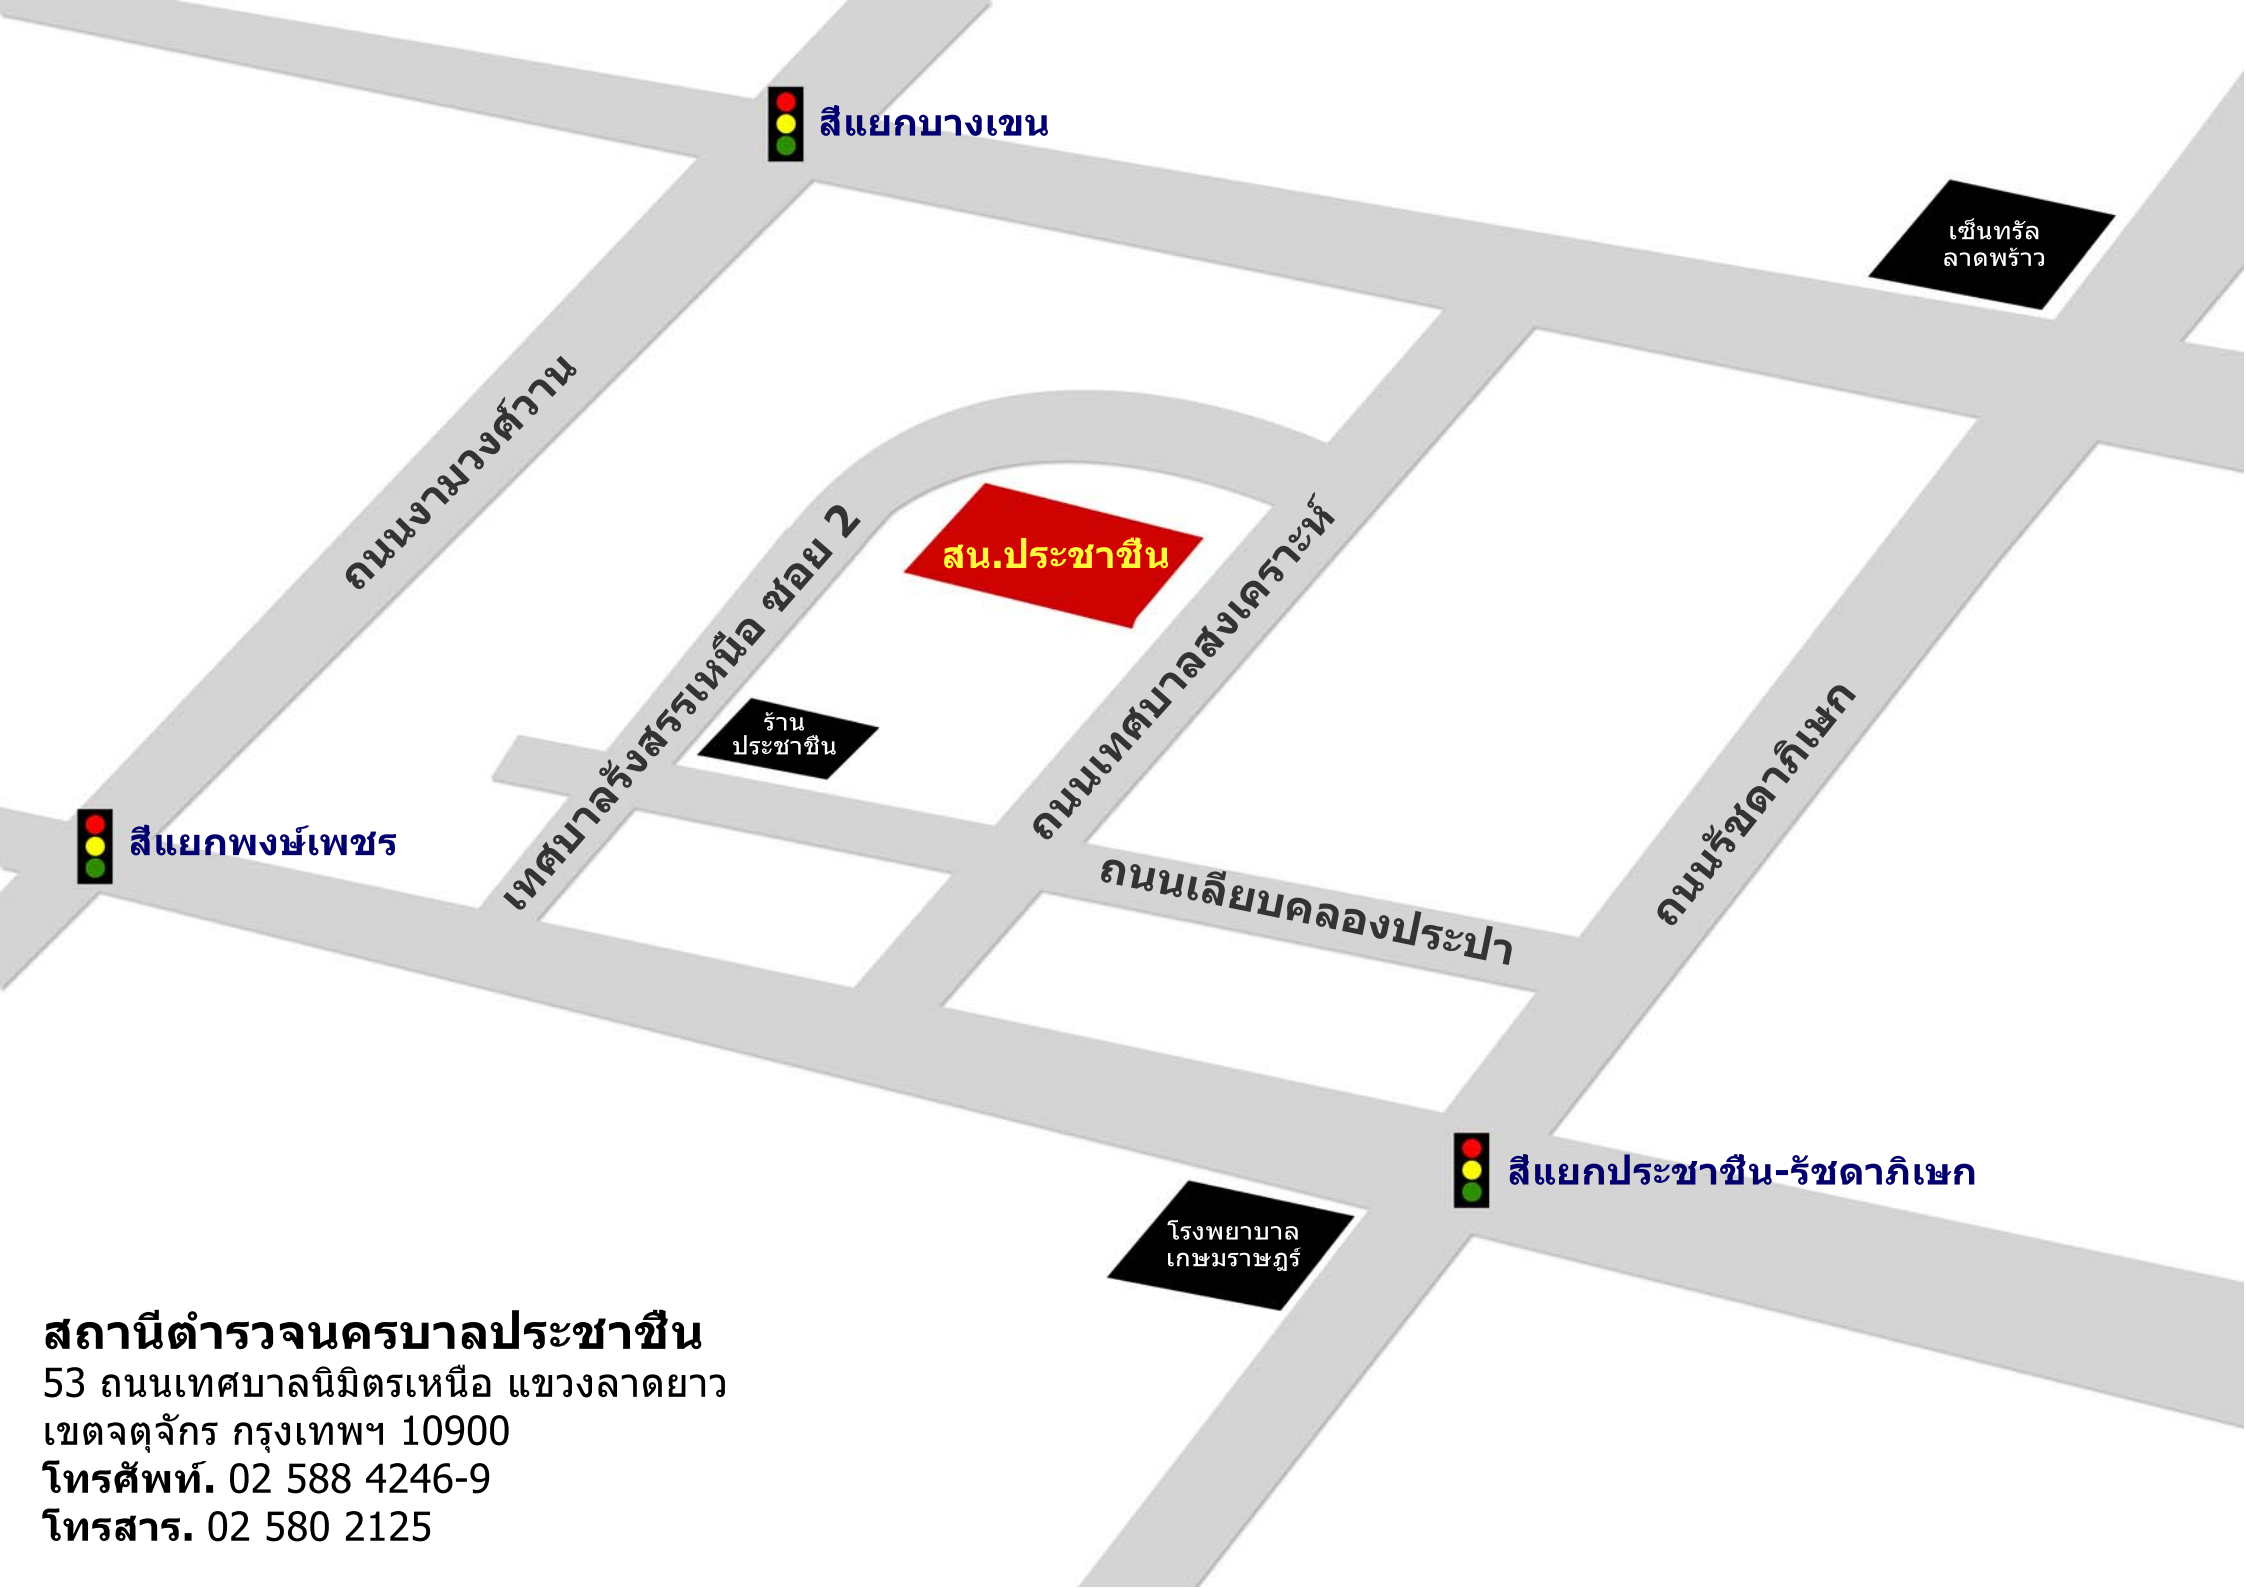 สี่แยกบางเขน
เซ็นทรัล
ลาดพร้าว
ถนนงามวงศ์วาน
สน.ประชาชื่น
เทศบาลรังสรรเหนือ ซอย 2
ถนนเทศบาลสงเคราะห์
ร้าน
ประชาชื่น
ถนนรัชดาภิเษก
สี่แยกพงษ์เพชร
ถนนเลียบคลองประปา
สี่แยกประชาชื่น-รัชดาภิเษก
โรงพยาบาล
เกษมราษฎร์
สถานีตำรวจนครบาลประชาชื่น
53 ถนนเทศบาลนิมิตรเหนือ แขวงลาดยาว
เขตจตุจักร กรุงเทพฯ 10900
โทรศัพท์. 02 588 4246-9
โทรสาร. 02 580 2125